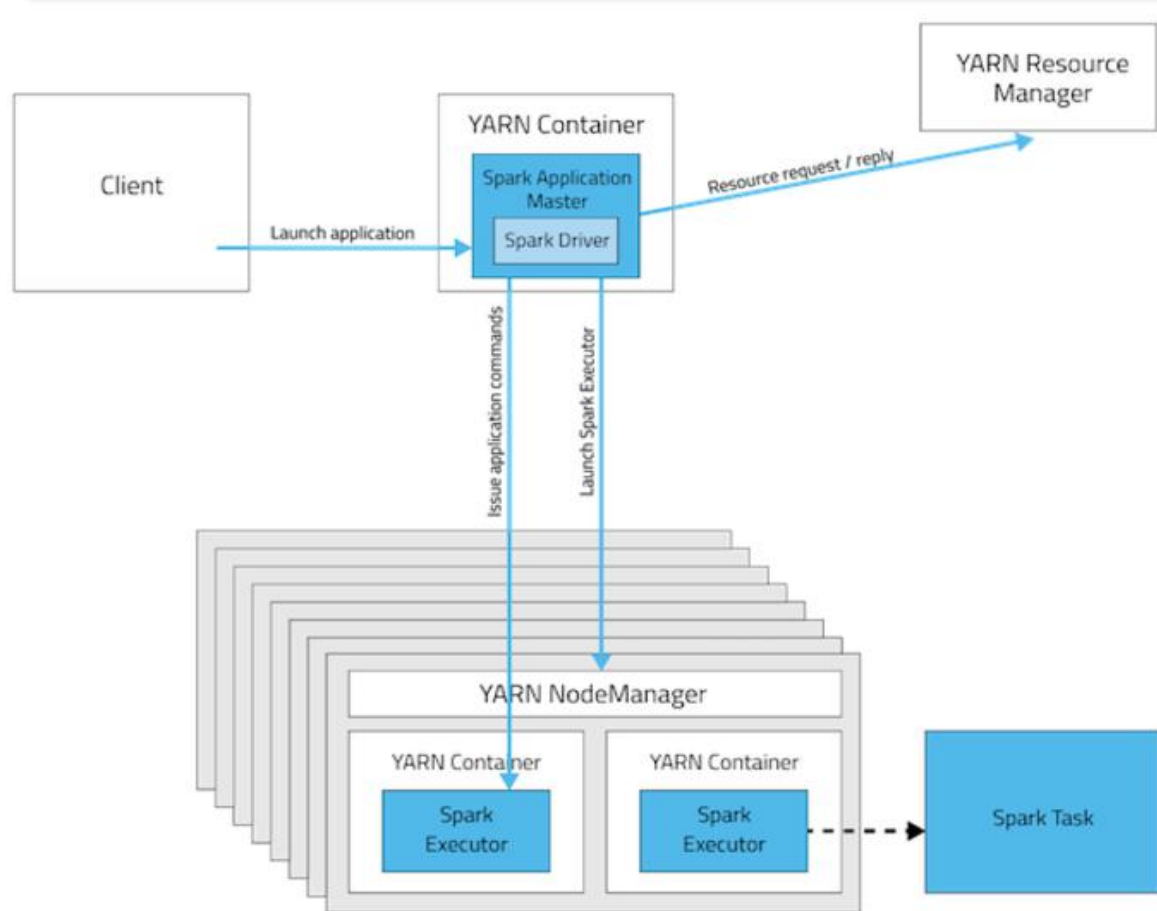 YARN Resource
Manager
YARN Container
Client
Spark Application
Master
Spark Driver
Launch application
Resource request / reply
Issue application commands
Launch Spark Executor
YARN NodeManager
YARN Container
YARN Container
Spark
Executor
Spark
Executor
Spark Task